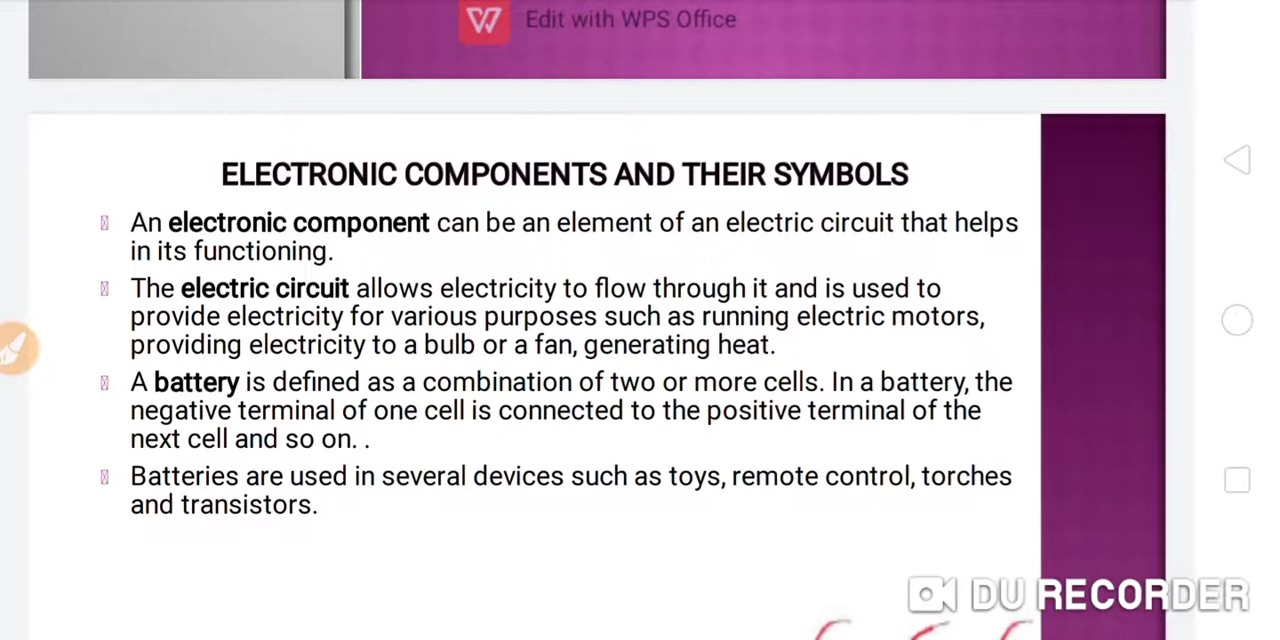 Edit with WPS Office
ELECTRONIC COMPONENTS AND THEIR SYMBOLS
An electronic component can be an element of an electric circuit that helps
in its functioning.
The electric circuit allows electricity to flow through it and is used to
provide electricity for various purposes such as running electric motors,
providing electricity to a bulb or a fan, generating heat.
A battery is defined as a combination of two or more cells. In a battery, the
negative terminal of one cell is connected to the positive terminal of the
next cell and so on. .
Batteries are used in several devices such as toys, remote control, torches
and transistors.
DU RECORDER